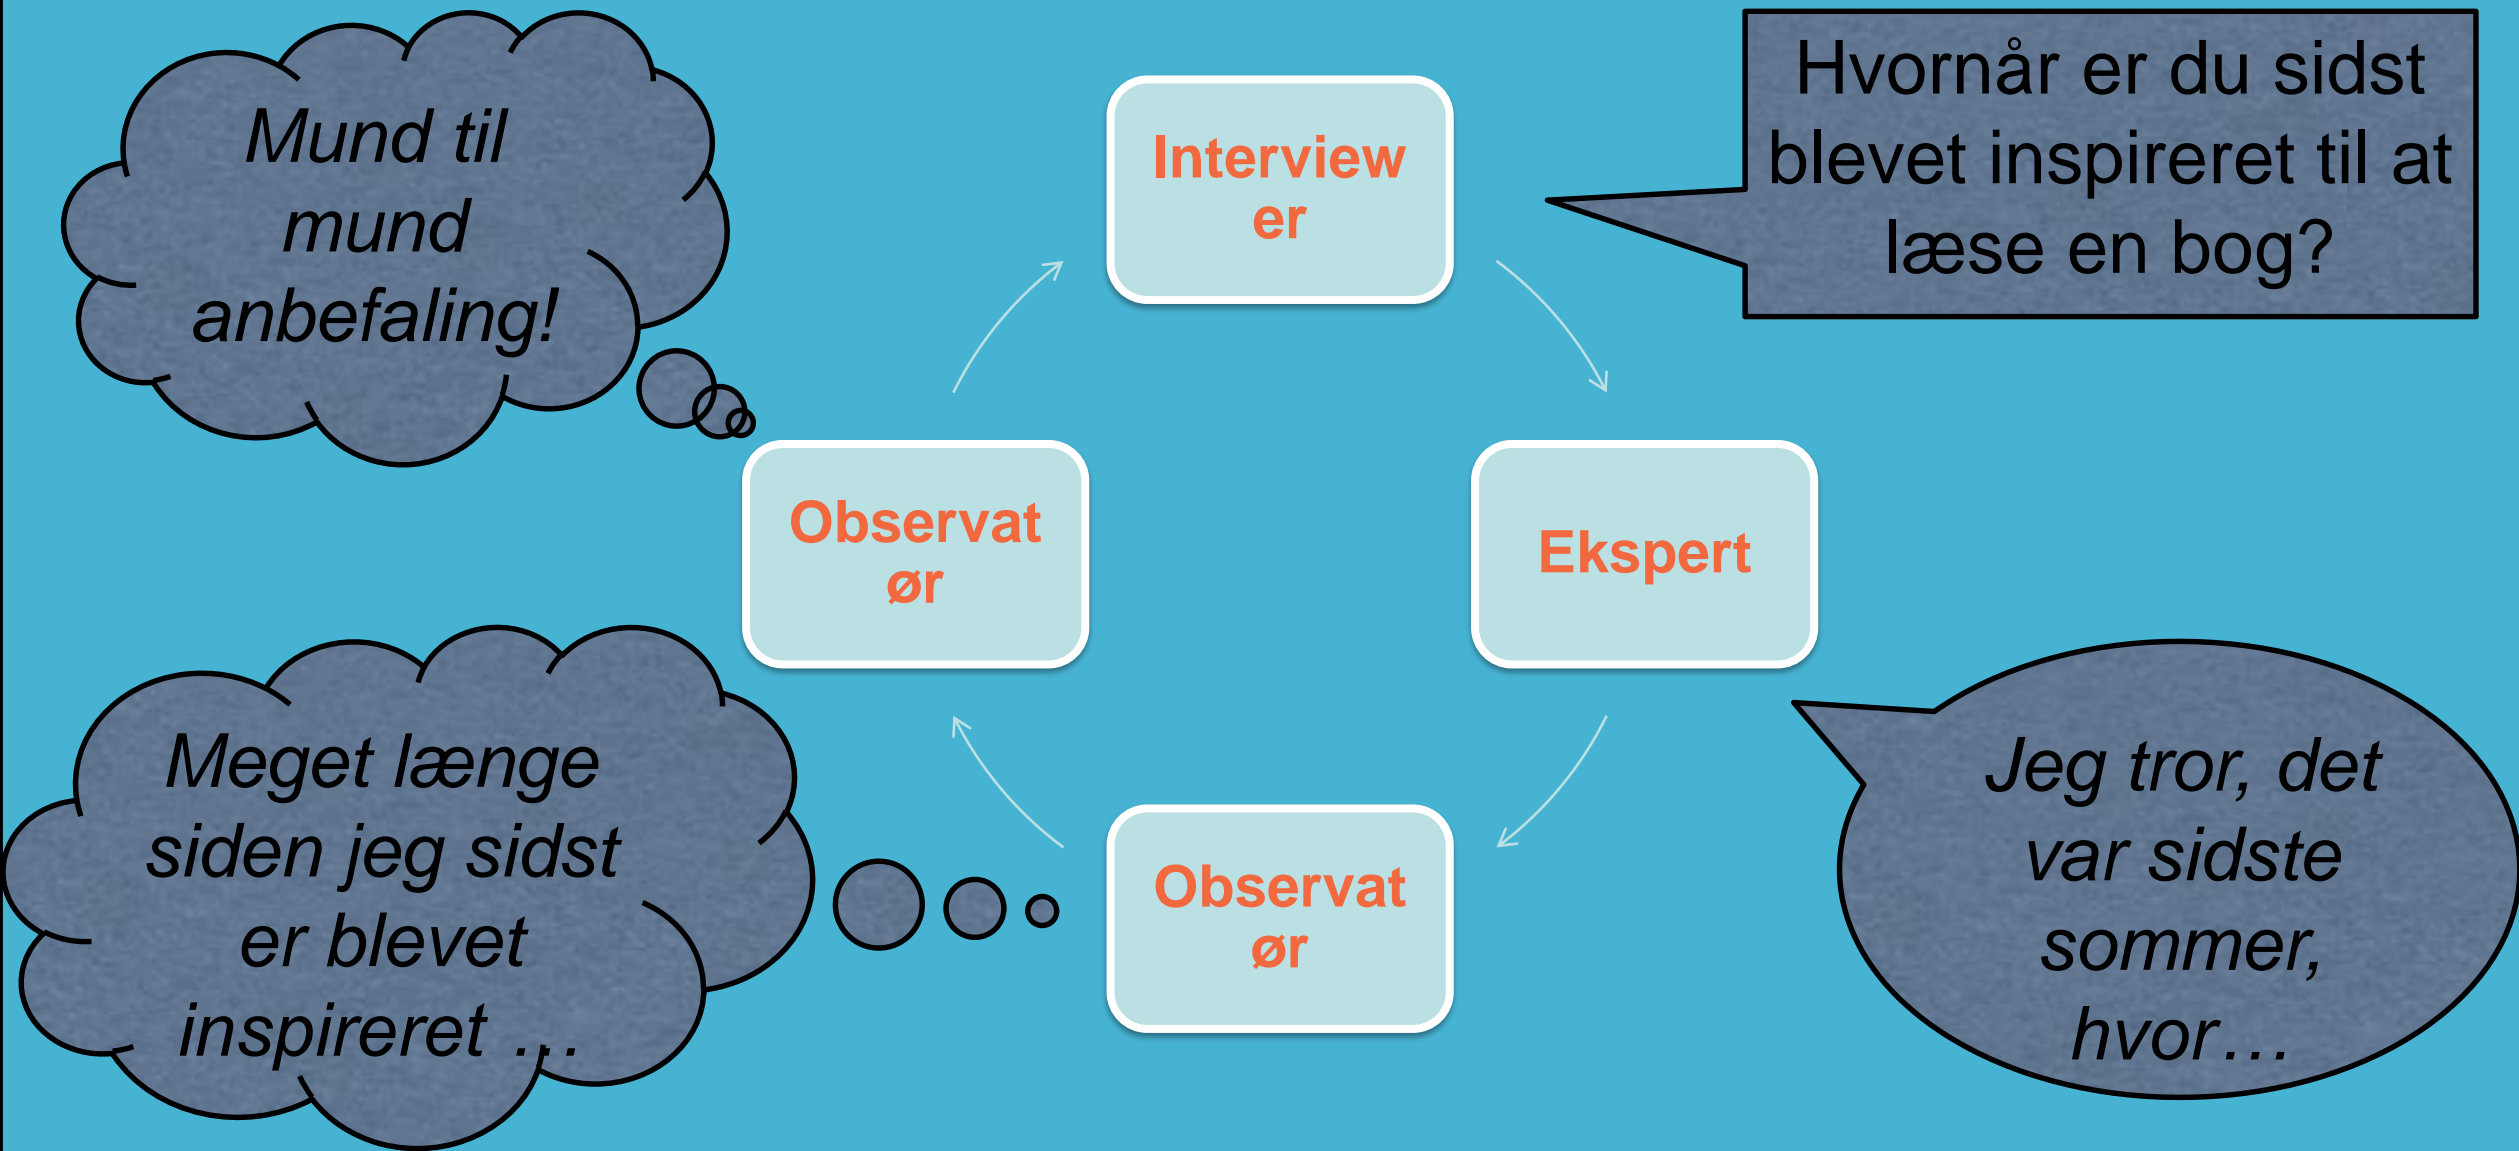 Mund til
mund
anbefaling!
Interview
er
Hvornår er du sidst
blevet inspireret til at
læse en bog?
Observat
ør
Ekspert
Meget længe
siden jeg sidst
er blevet
inspireret …
Observat
ør
Jeg tror, det
var sidste
sommer,
hvor…